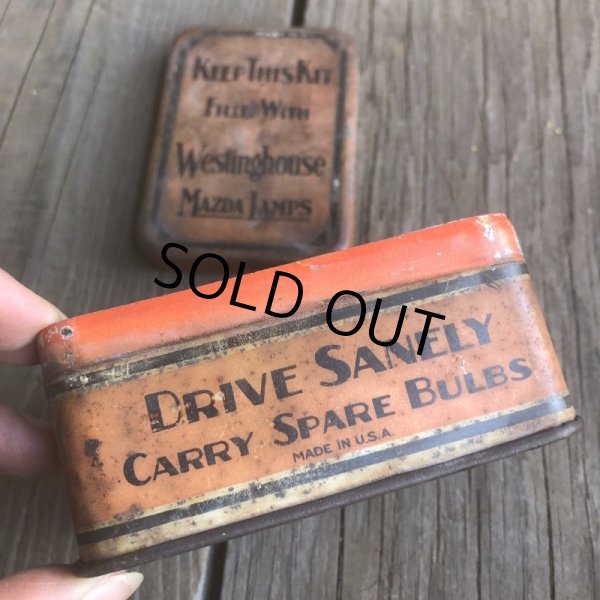 KEEP THIS KIT
FILLED WITH
Westinghouse
MAZDA LAMPS
SOLD OUT
DRIVE SANELY
CARRY SPARE BULBS
MADE IN U.S.A.